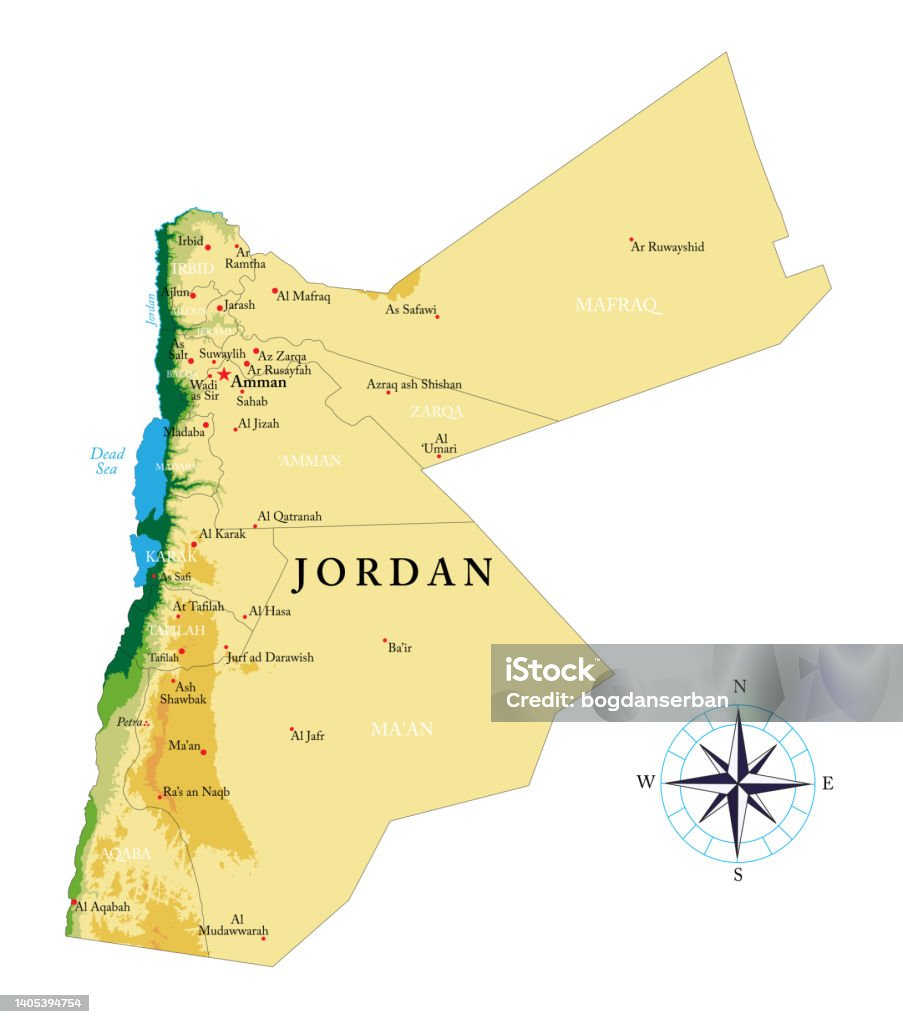 Irbid
Ar
Ramtha
IRBID
Ar Ruwayshid
Ajlun
Al Mafraq
Jarash
As Safawi
MAFRAQ
Jordan
AJLOUN
JERASH
As
Salt
Suwaylih
Az Zarqa
Ar Rusayfah
BALQA
Wadi
as Sir
Amman
Sahab
Azraq ash Shishan
ZARQA
Madaba
Al Jizah
Al
‘Umari
Dead
Sea
MADABA
‘AMMAN
Al Qatranah
Al Karak
KARAK
As Safi
JORDAN
At Tafilah
Al Hasa
TAFILAH
Tafilah
Jurf ad Darawish
Ba’ir
Ash
Shawbak
Petra
MA’AN
Al Jafr
Ma’an
Ra’s an Naqb
AQABA
Al Aqabah
Al
Mudawwarah
iStock™
Credit: bogdanserban
N
W
E
S
1405394754